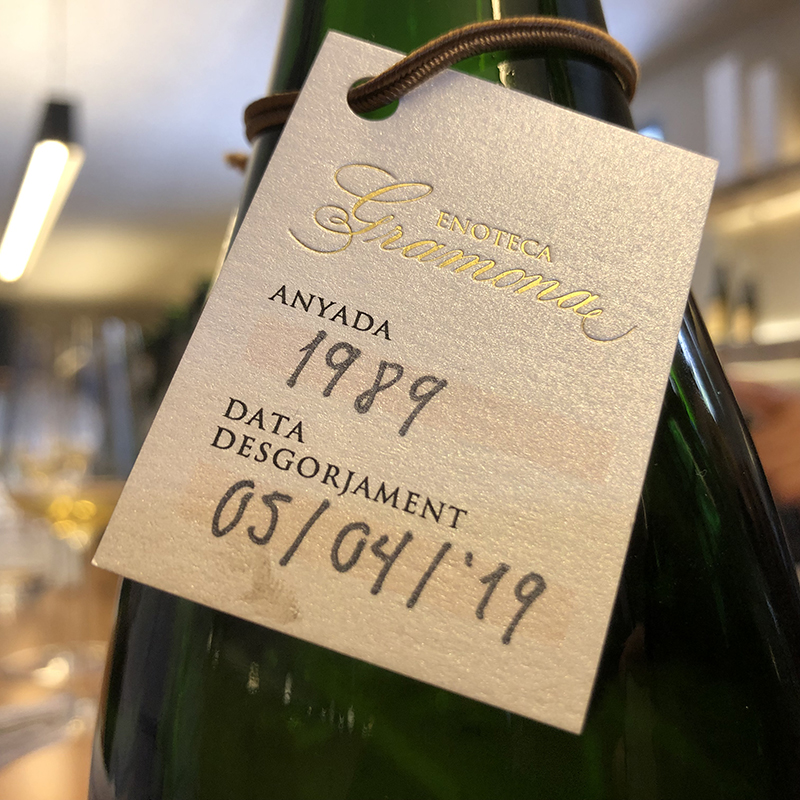 ENOTECA
Gramona
ANYADA
1989
DATA
DESGORJAMENT
05/04/'19